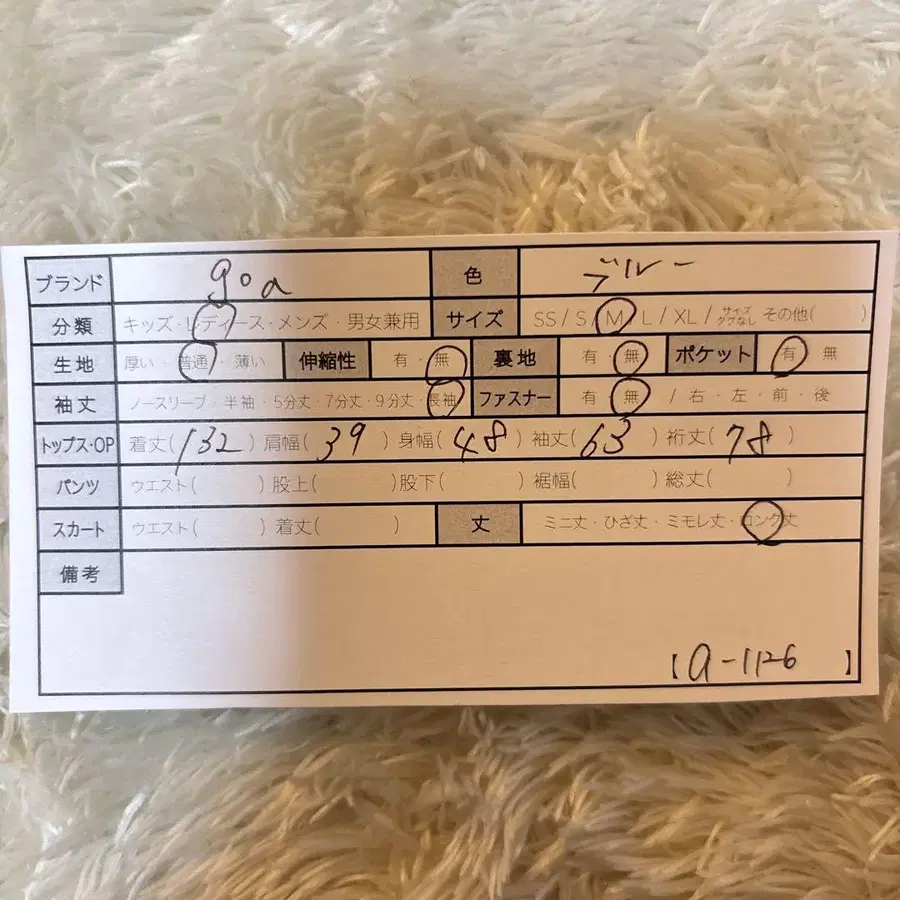 ブランド goa 色 ブルー
分類 キッズ・レディース・メンズ・男女兼用 サイズ SS / S / M / L / XL / サイズタグなし その他( )
生地 厚い・普通・薄い 伸縮性 有・無 裏地 有・無 ポケット 有・無
袖丈 ノースリーブ・半袖・5分丈・7分丈・9分丈・長袖 ファスナー 有・無 / 右・左・前・後
トップス・OP 着丈(132) 肩幅(39) 身幅(48) 袖丈(63) 裄丈(78)
パンツ ウエスト( ) 股上( ) 股下( ) 裾幅( ) 総丈( )
スカート ウエスト( ) 着丈( ) 丈 ミニ丈・ひざ丈・ミモレ丈・ロング丈
備考
【a-1126】